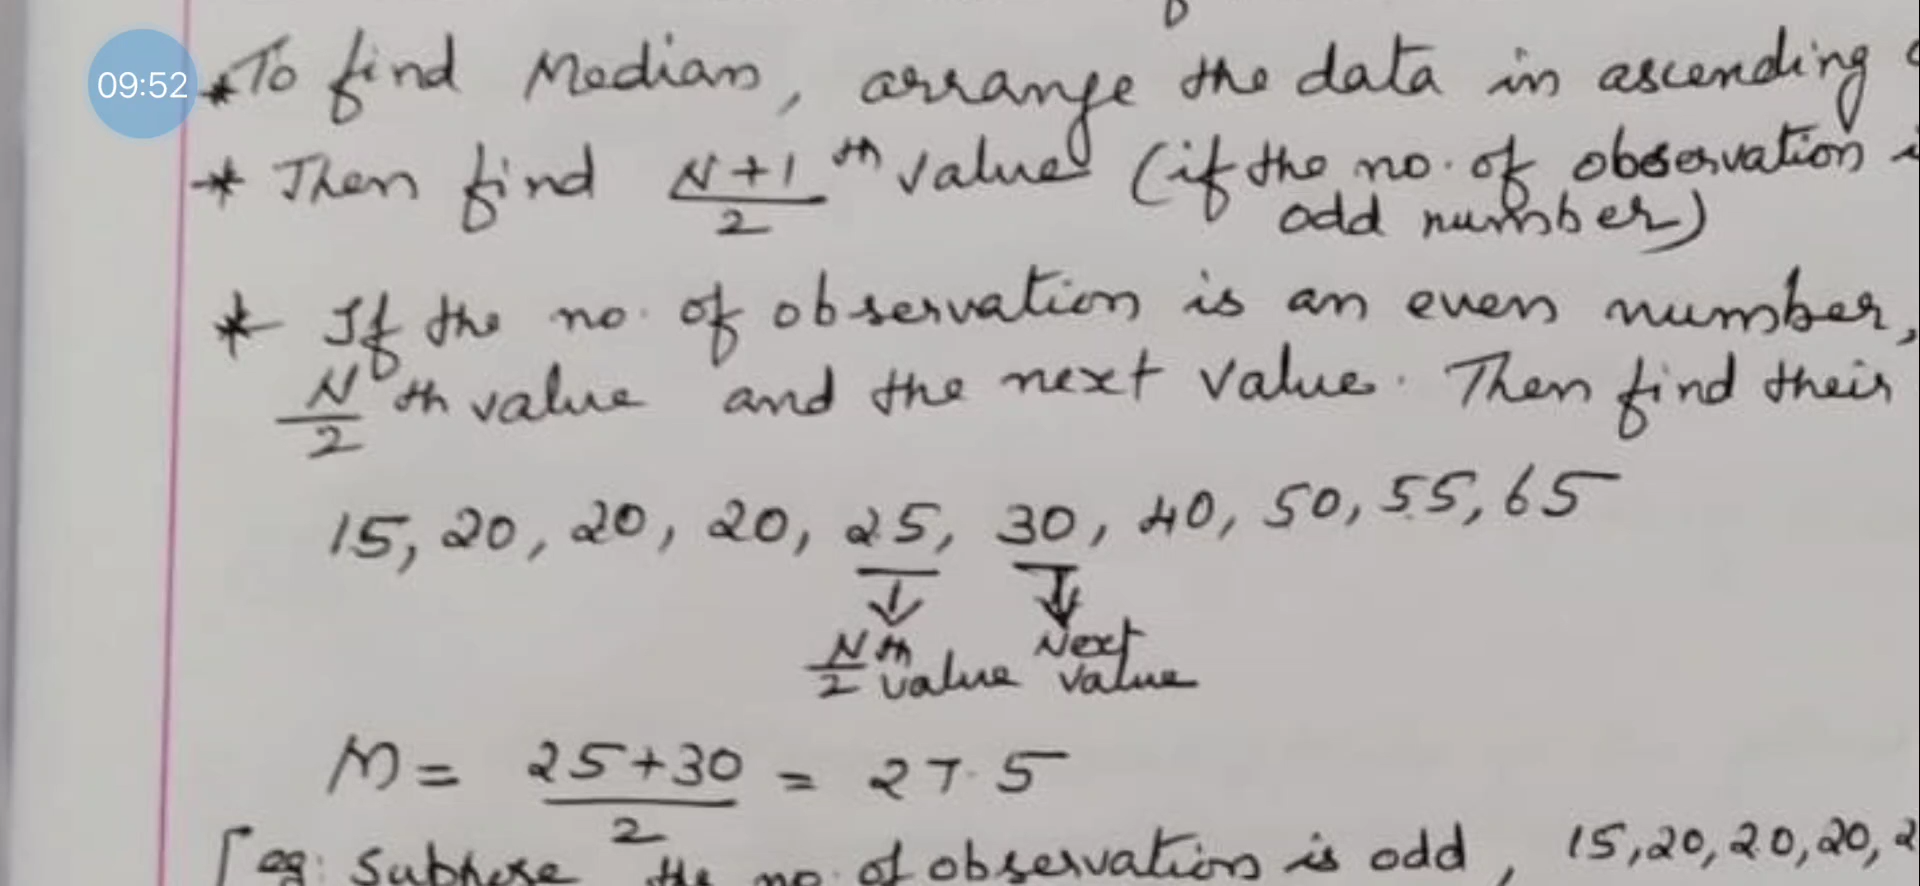 09:52
* To find Median, arrange the data in ascending
* Then find N+1/2 th value (if the no. of observation
odd number)
* If the no. of observation is an even number,
N/2 th value and the next value. Then find their
15, 20, 20, 20, 25, 30, 40, 50, 55, 65
N/2 th value Next value
M = 25+30/2 = 27.5
[eg: Suppose the no. of observation is odd, 15, 20, 20, 20, 2